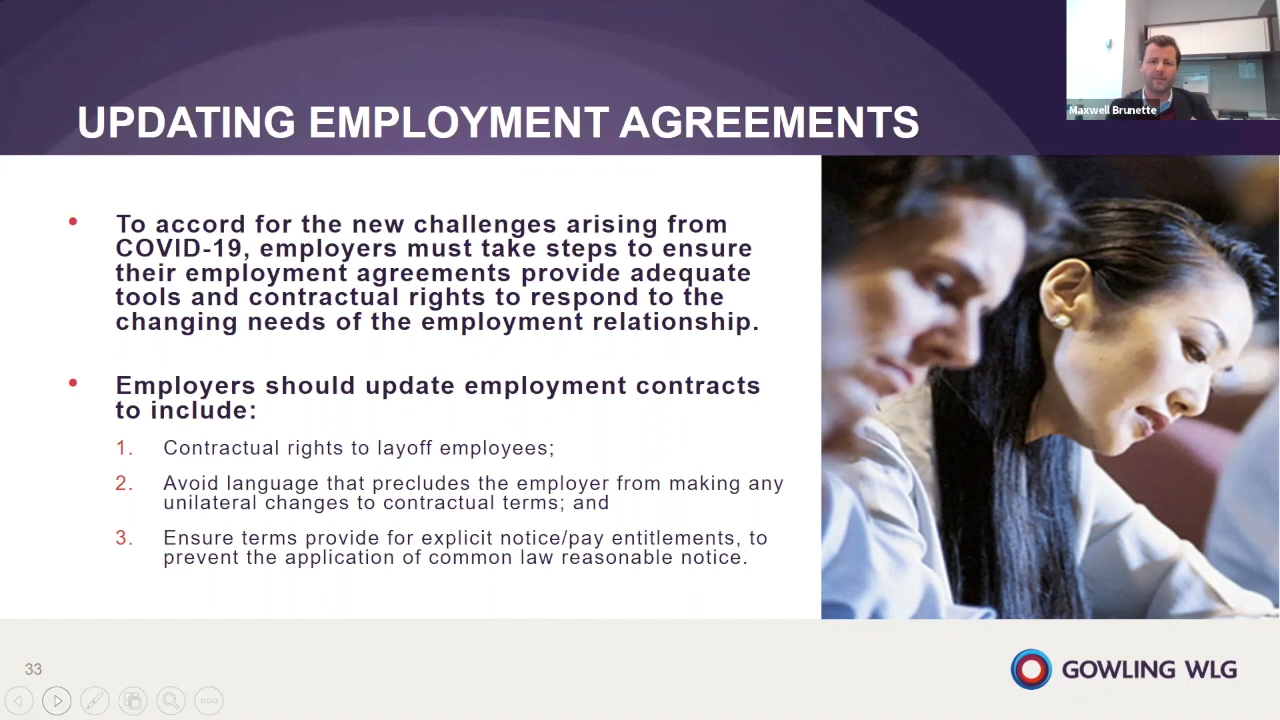 Maxwell Brunette
UPDATING EMPLOYMENT AGREEMENTS
• To accord for the new challenges arising from
COVID-19, employers must take steps to ensure
their employment agreements provide adequate
tools and contractual rights to respond to the
changing needs of the employment relationship.
• Employers should update employment contracts
to include:
1. Contractual rights to layoff employees;
2. Avoid language that precludes the employer from making any
unilateral changes to contractual terms; and
3. Ensure terms provide for explicit notice/pay entitlements, to
prevent the application of common law reasonable notice.
33
GOWLING WLG